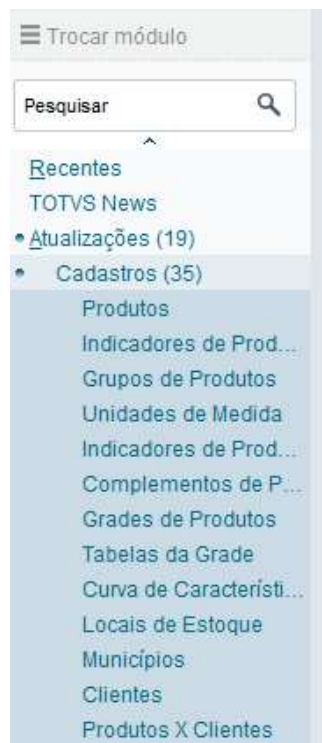 Trocar módulo
Pesquisar
Recentes
TOTVS News
Atualizações (19)
Cadastros (35)
Produtos
Indicadores de Prod...
Grupos de Produtos
Unidades de Medida
Indicadores de Prod...
Complementos de P...
Grades de Produtos
Tabelas da Grade
Curva de Característi...
Locais de Estoque
Municípios
Clientes
Produtos X Clientes